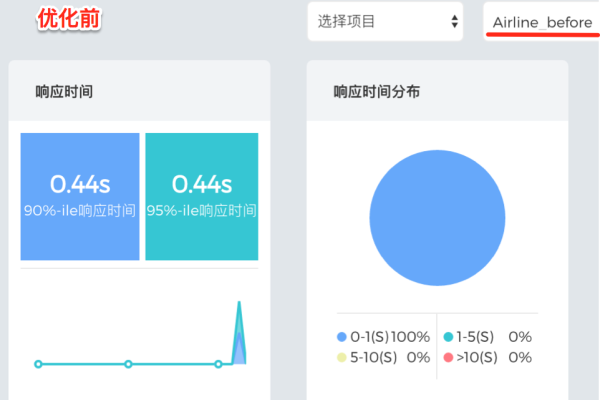 优化前
选择项目
Airline_before
响应时间
响应时间分布
0.44s
90%-ile响应时间
0.44s
95%-ile响应时间
0-1(S) 100%
1-5(S) 0%
5-10(S) 0%
>10(S) 0%